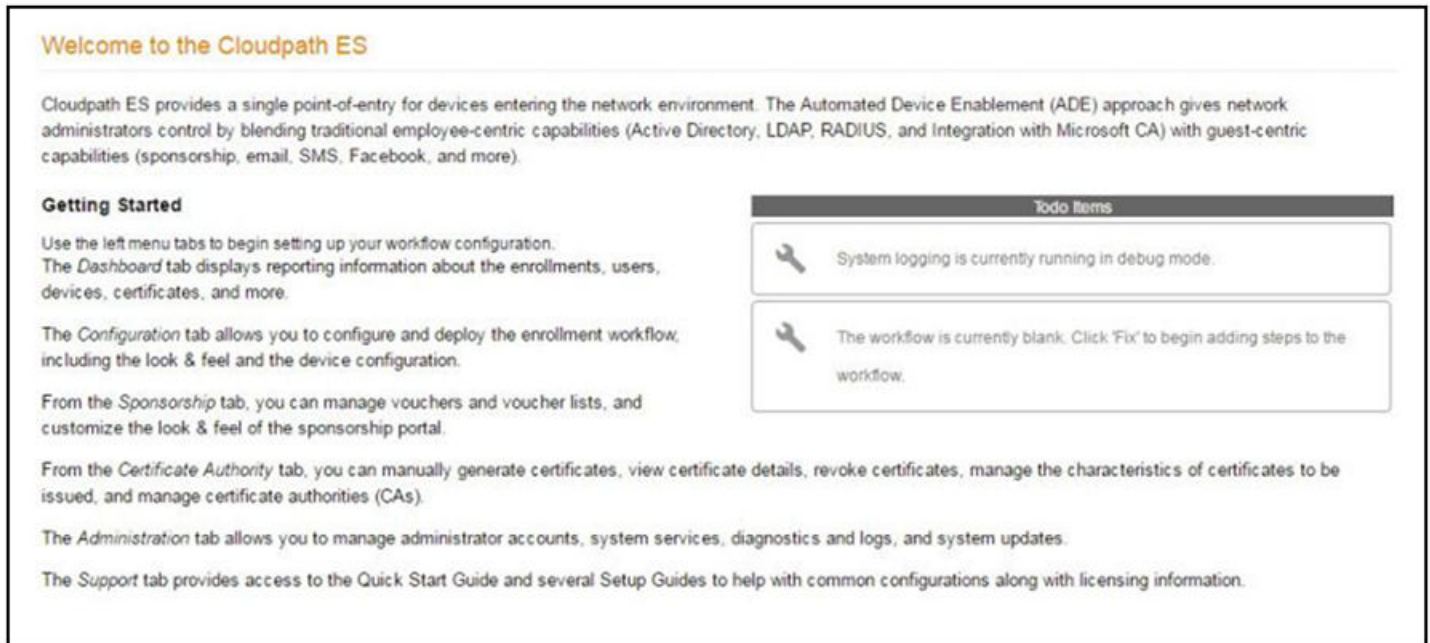 Welcome to the Cloudpath ES
Cloudpath ES provides a single point-of-entry for devices entering the network environment. The Automated Device Enablement (ADE) approach gives network
administrators control by blending traditional employee-centric capabilities (Active Directory, LDAP, RADIUS, and Integration with Microsoft CA) with guest-centric
capabilities (sponsorship, email, SMS, Facebook, and more).
Getting Started
Use the left menu tabs to begin setting up your workflow configuration.
The Dashboard tab displays reporting information about the enrollments, users,
devices, certificates, and more.
The Configuration tab allows you to configure and deploy the enrollment workflow,
including the look & feel and the device configuration.
From the Sponsorship tab, you can manage vouchers and voucher lists, and
customize the look & feel of the sponsorship portal.
Todo Items
System logging is currently running in debug mode.
The workflow is currently blank. Click 'Fix' to begin adding steps to the
workflow.
From the Certificate Authority tab, you can manually generate certificates, view certificate details, revoke certificates, manage the characteristics of certificates to be
issued, and manage certificate authorities (CAs).
The Administration tab allows you to manage administrator accounts, system services, diagnostics and logs, and system updates.
The Support tab provides access to the Quick Start Guide and several Setup Guides to help with common configurations along with licensing information.